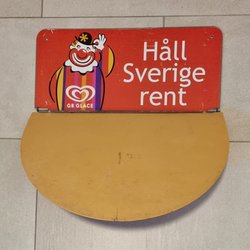 Håll
Sverige
rent
GB GLACE